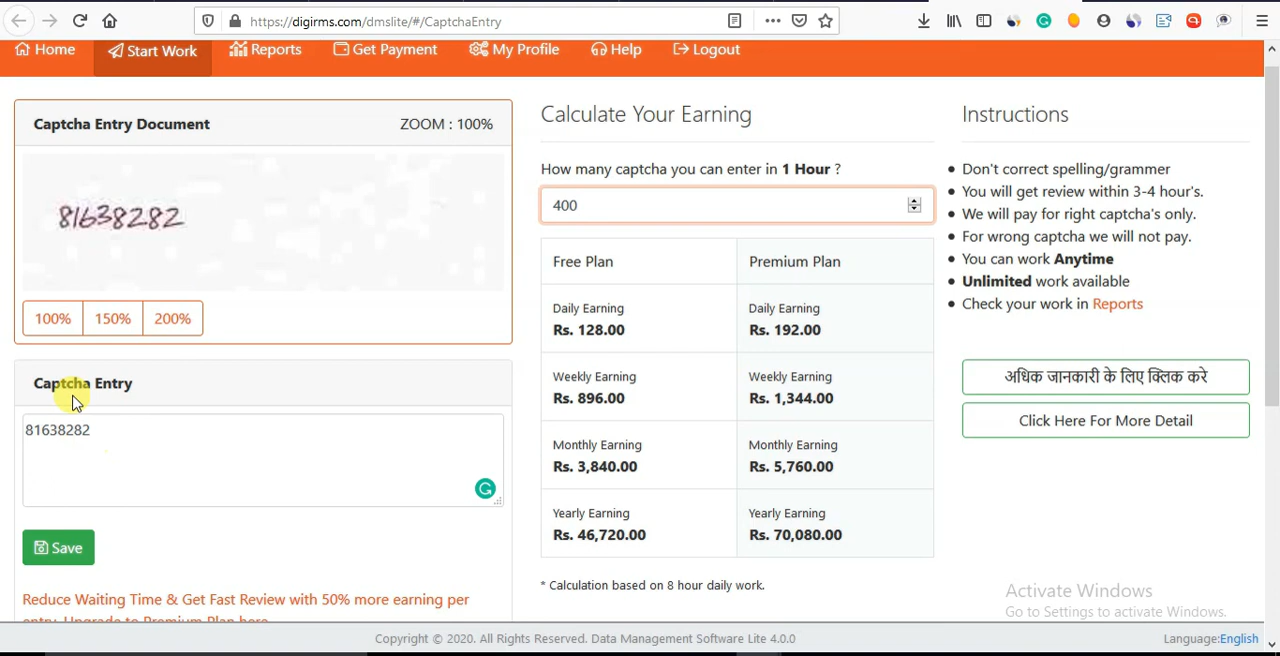 https://digirms.com/dmslite/#/CaptchaEntry
Home Start Work Reports Get Payment My Profile Help Logout
Captcha Entry Document ZOOM : 100%
81638282
100% 150% 200%
Captcha Entry
81638282
Save
Reduce Waiting Time & Get Fast Review with 50% more earning per
entry. Upgrade to Premium Plan here
Calculate Your Earning
How many captcha you can enter in 1 Hour ?
400
Free Plan Premium Plan
Daily Earning Daily Earning
Rs. 128.00 Rs. 192.00
Weekly Earning Weekly Earning
Rs. 896.00 Rs. 1,344.00
Monthly Earning Monthly Earning
Rs. 3,840.00 Rs. 5,760.00
Yearly Earning Yearly Earning
Rs. 46,720.00 Rs. 70,080.00
* Calculation based on 8 hour daily work.
Instructions
Don't correct spelling/grammer
You will get review within 3-4 hour's.
We will pay for right captcha's only.
For wrong captcha we will not pay.
You can work Anytime
Unlimited work available
Check your work in Reports
अधिक जानकारी के लिए क्लिक करे
Click Here For More Detail
Activate Windows
Go to Settings to activate Windows.
Copyright © 2020. All Rights Reserved. Data Management Software Lite 4.0.0
Language:English